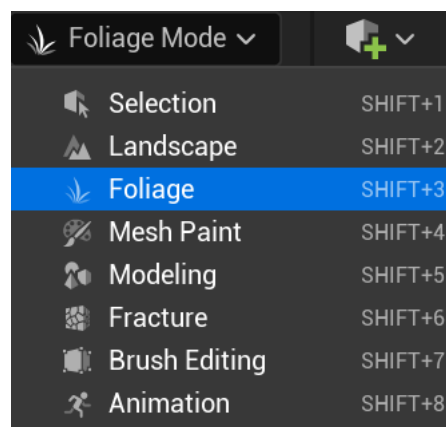 Foliage Mode
Selection SHIFT+1
Landscape SHIFT+2
Foliage SHIFT+3
Mesh Paint SHIFT+4
Modeling SHIFT+5
Fracture SHIFT+6
Brush Editing SHIFT+7
Animation SHIFT+8